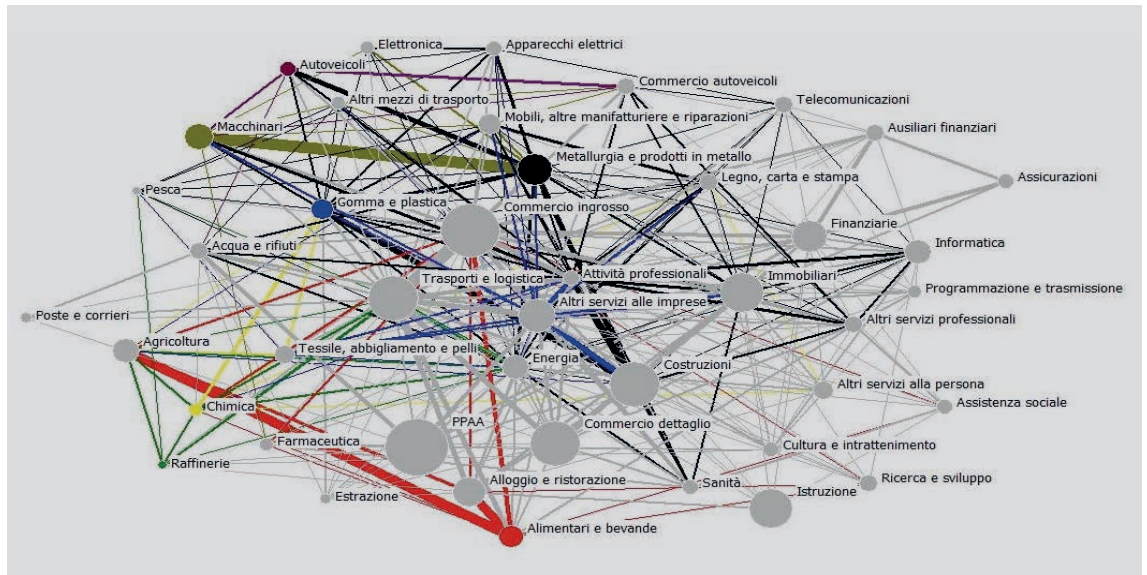 Elettronica
Apparecchi elettrici
Autoveicoli
Commercio autoveicoli
Altri mezzi di trasporto
Telecomunicazioni
Mobili, altre manifatturiere e riparazioni
Macchinari
Ausiliari finanziari
Metallurgia e prodotti in metallo
Legno, carta e stampa
Assicurazioni
Pesca
Gomma e plastica
Commercio ingrosso
Finanziarie
Acqua e rifiuti
Informatica
Trasporti e logistica
Attività professionali
Immobiliari
Programmazione e trasmissione
Altri servizi alle imprese
Poste e corrieri
Altri servizi professionali
Agricoltura
Tessile, abbigliamento e pelli
Energia
Costruzioni
Altri servizi alla persona
Chimica
Assistenza sociale
PPAA
Commercio dettaglio
Farmaceutica
Cultura e intrattenimento
Raffinerie
Alloggio e ristorazione
Sanità
Ricerca e sviluppo
Estrazione
Istruzione
Alimentari e bevande